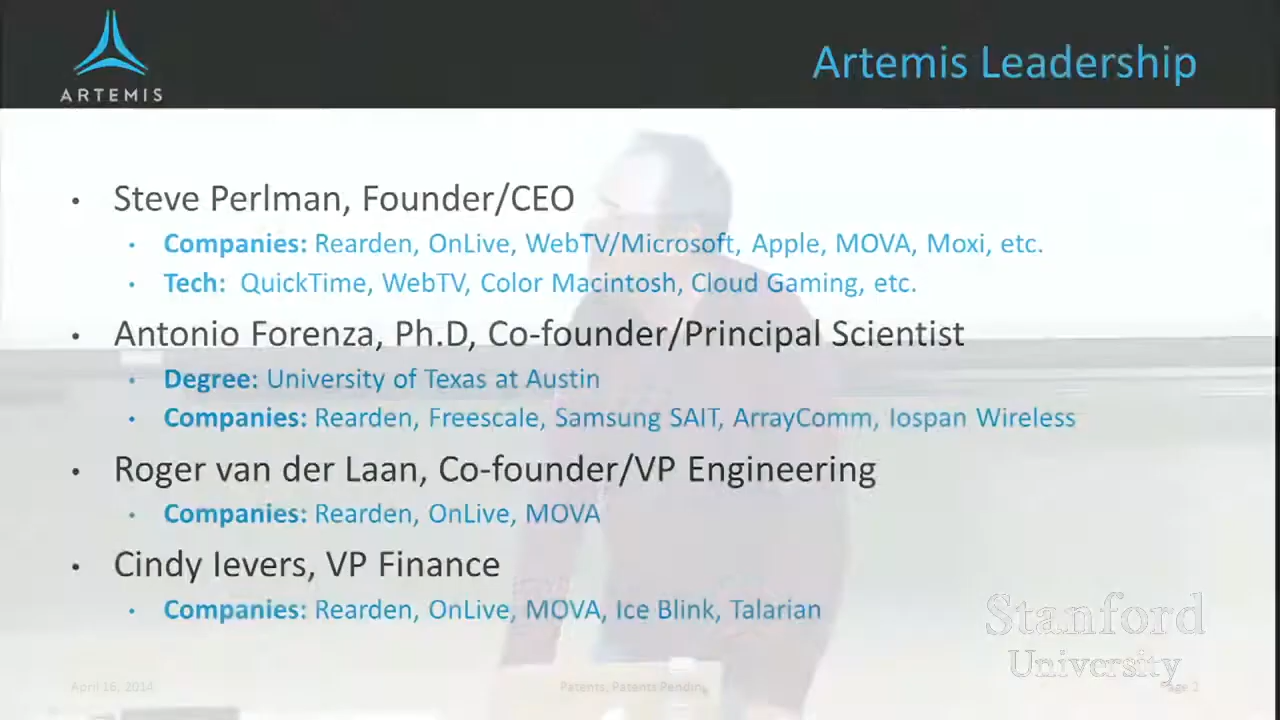 ARTEMIS
Artemis Leadership
• Steve Perlman, Founder/CEO
• Companies: Rearden, OnLive, WebTV/Microsoft, Apple, MOVA, Moxi, etc.
• Tech: QuickTime, WebTV, Color Macintosh, Cloud Gaming, etc.
• Antonio Forenza, Ph.D, Co-founder/Principal Scientist
• Degree: University of Texas at Austin
• Companies: Rearden, Freescale, Samsung SAIT, ArrayComm, Iospan Wireless
• Roger van der Laan, Co-founder/VP Engineering
• Companies: Rearden, OnLive, MOVA
• Cindy Ievers, VP Finance
• Companies: Rearden, OnLive, MOVA, Ice Blink, Talarian
Stanford
University
April 16, 2014
Patents, Patents Pending
age 2